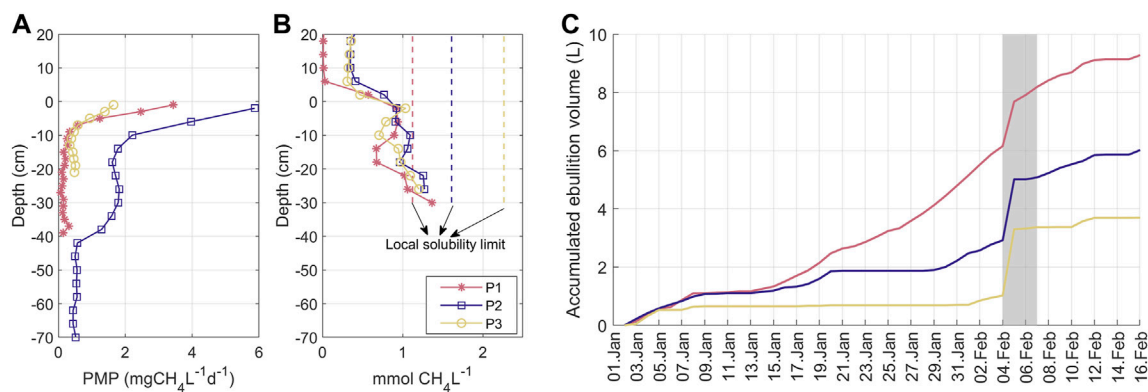 A
20
10
0
-10
-20
-30
-40
-50
-60
-70
0
2
4
6
Depth (cm)
PMP (mgCH4L-1d-1)
B
20
10
0
-10
-20
-30
-40
-50
-60
-70
0
1
2
Depth (cm)
mmol CH4L-1
Local solubility limit
P1
P2
P3
C
10
8
6
4
2
0
Accumulated ebullition volume (L)
01.Jan
03.Jan
05.Jan
07.Jan
09.Jan
11.Jan
13.Jan
15.Jan
17.Jan
19.Jan
21.Jan
23.Jan
25.Jan
27.Jan
29.Jan
31.Jan
02.Feb
04.Feb
06.Feb
08.Feb
10.Feb
12.Feb
14.Feb
16.Feb